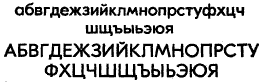 абвгдежзийклмнопрстуфхцч
шщъыьэюя
АБВГДЕЖЗИЙКЛМНОПРСТУ
ФХЦЧШЩЪЫЬЭЮЯ